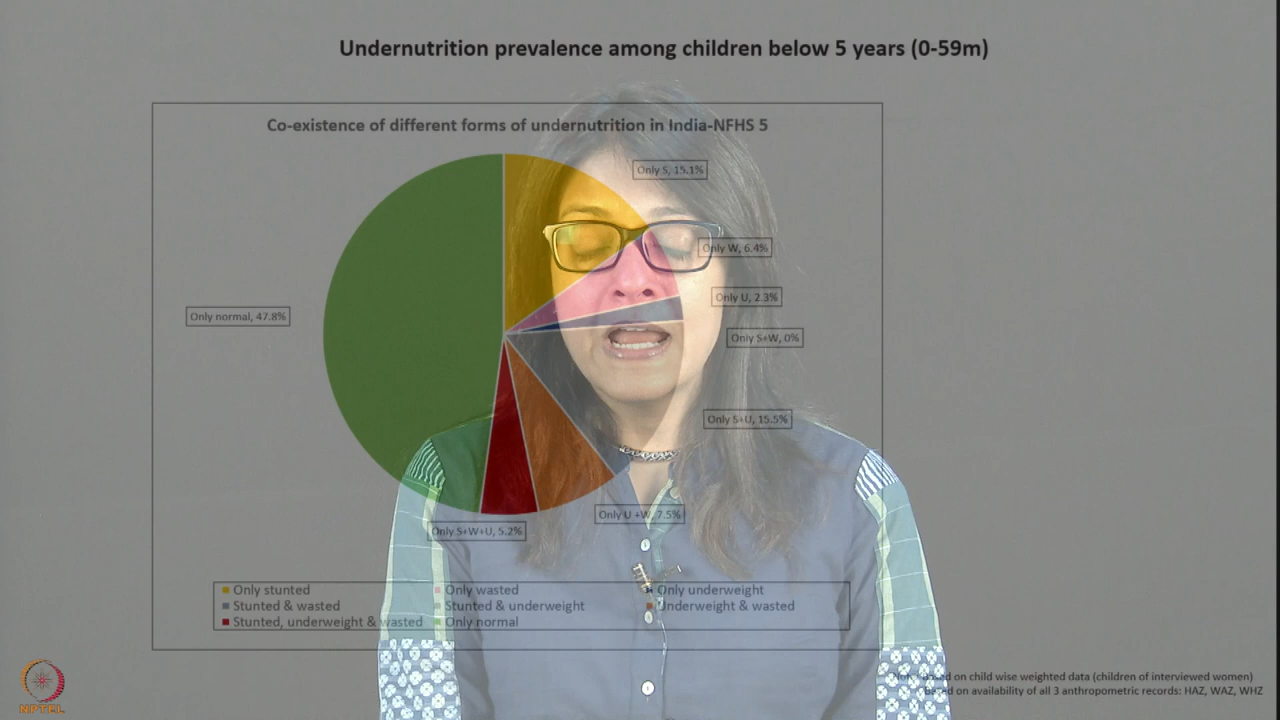 Undernutrition prevalence among children below 5 years (0-59m)
Co-existence of different forms of undernutrition in India-NFHS 5
Only S, 15.1%
Only W, 6.4%
Only U, 2.3%
Only normal, 47.8%
Only S+W, 0%
Only S+U, 15.5%
Only U +W, 7.5%
Only S+W+U, 5.2%
Only stunted Only wasted Only underweight
Stunted & wasted Stunted & underweight Underweight & wasted
Stunted, underweight & wasted Only normal
based on child wise weighted data (children of interviewed women)
based on availability of all 3 anthropometric records: HAZ, WAZ, WHZ
NPTEL